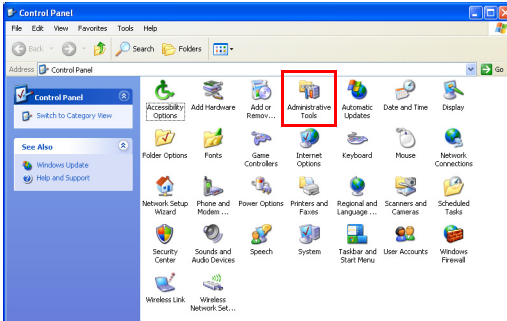 Control Panel
File Edit View Favorites Tools Help
Back Search Folders
Address Control Panel Go
Control Panel
Switch to Category View
See Also
Windows Update
Help and Support
Accessibility Options
Add Hardware
Add or Remov...
Administrative Tools
Automatic Updates
Date and Time
Display
Folder Options
Fonts
Game Controllers
Internet Options
Keyboard
Mouse
Network Connections
Network Setup Wizard
Phone and Modem ...
Power Options
Printers and Faxes
Regional and Language ...
Scanners and Cameras
Scheduled Tasks
Security Center
Sounds and Audio Devices
Speech
System
Taskbar and Start Menu
User Accounts
Windows Firewall
Wireless Link
Wireless Network Set...